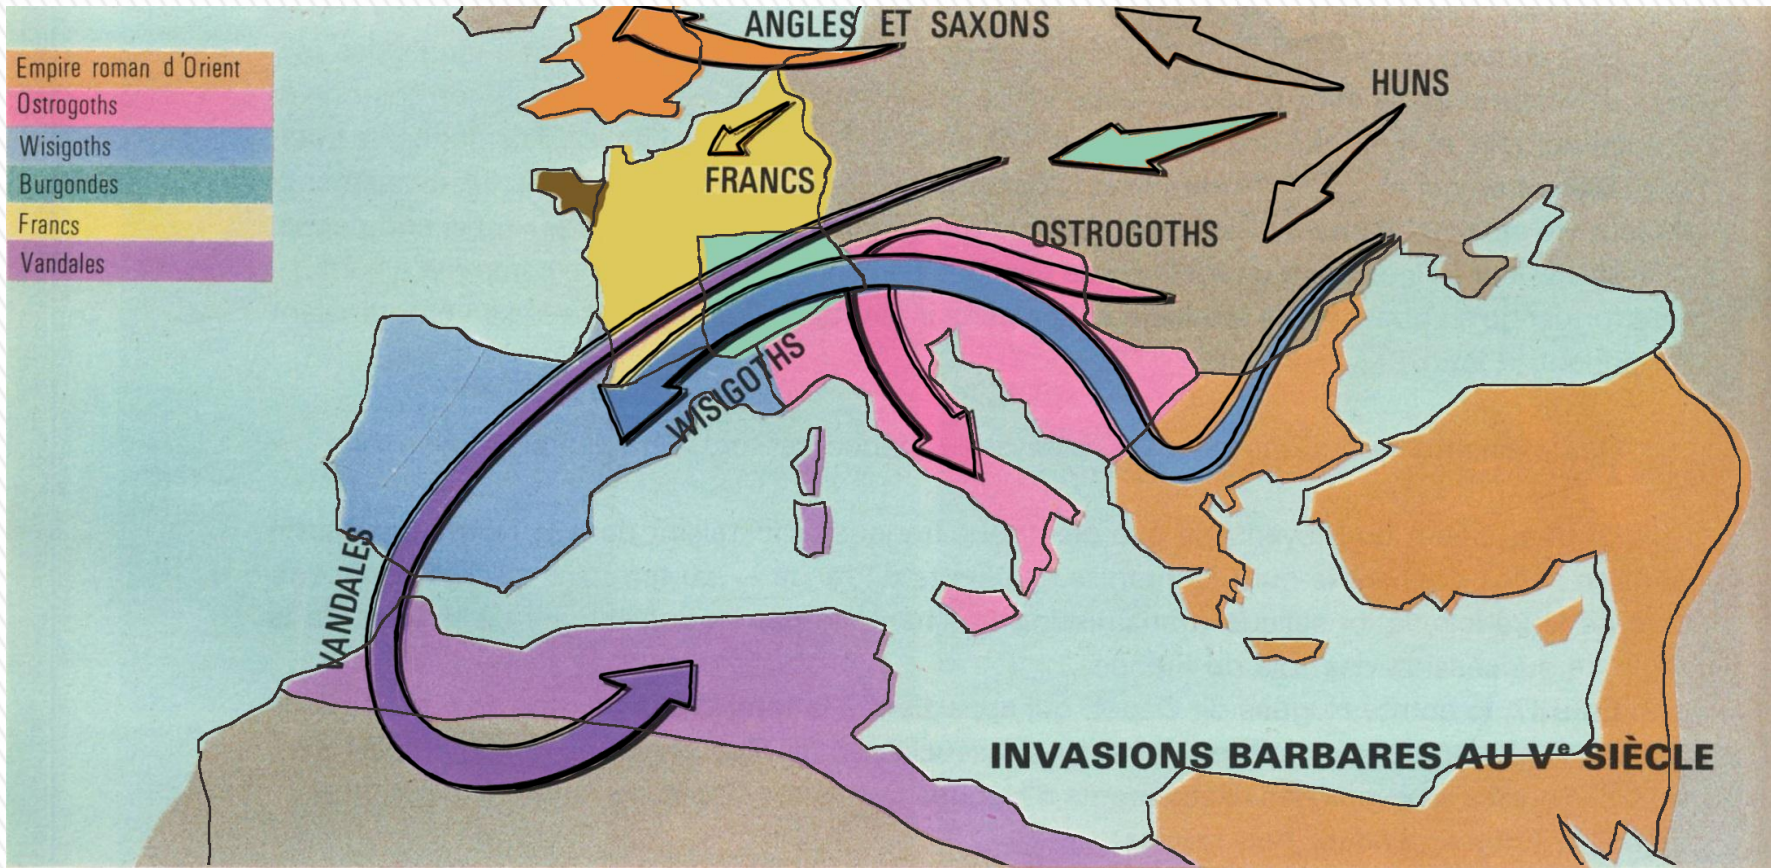 ANGLES ET SAXONS
Empire roman d'Orient
HUNS
Ostrogoths
Wisigoths
Burgondes
FRANCS
Francs
OSTROGOTHS
Vandales
WISIGOTHS
VANDALES
INVASIONS BARBARES AU Ve SIÈCLE